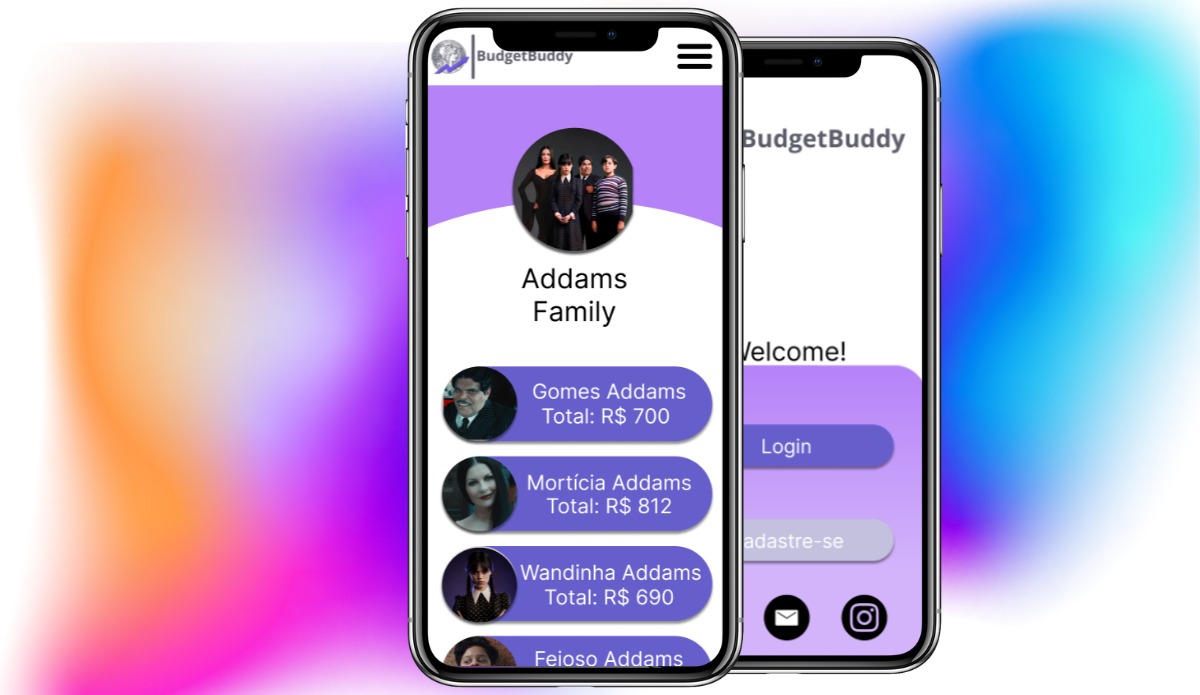 BudgetBuddy
Addams
Family
Gomes Addams
Total: R$ 700
Mortícia Addams
Total: R$ 812
Wandinha Addams
Total: R$ 690
Feioso Addams
BudgetBuddy
Welcome!
Login
adastre-se